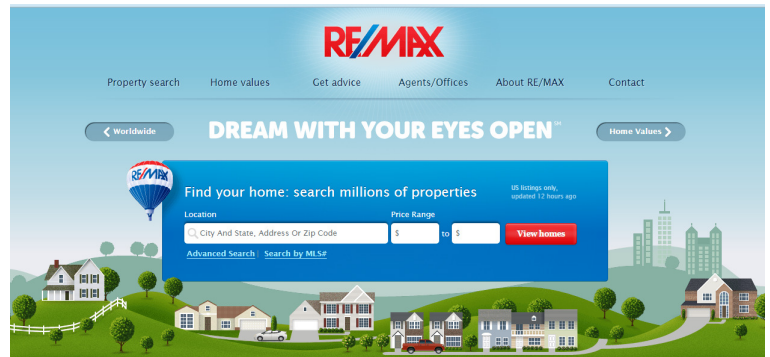 RE/MAX
Property search Home values Get advice Agents/Offices About RE/MAX Contact
Worldwide
DREAM WITH YOUR EYES OPEN℠
Home Values
RE/MAX
Find your home: search millions of properties
US listings only,
updated 12 hours ago
Location Price Range
City And State, Address Or Zip Code $ to $ View homes
Advanced Search | Search by MLS#